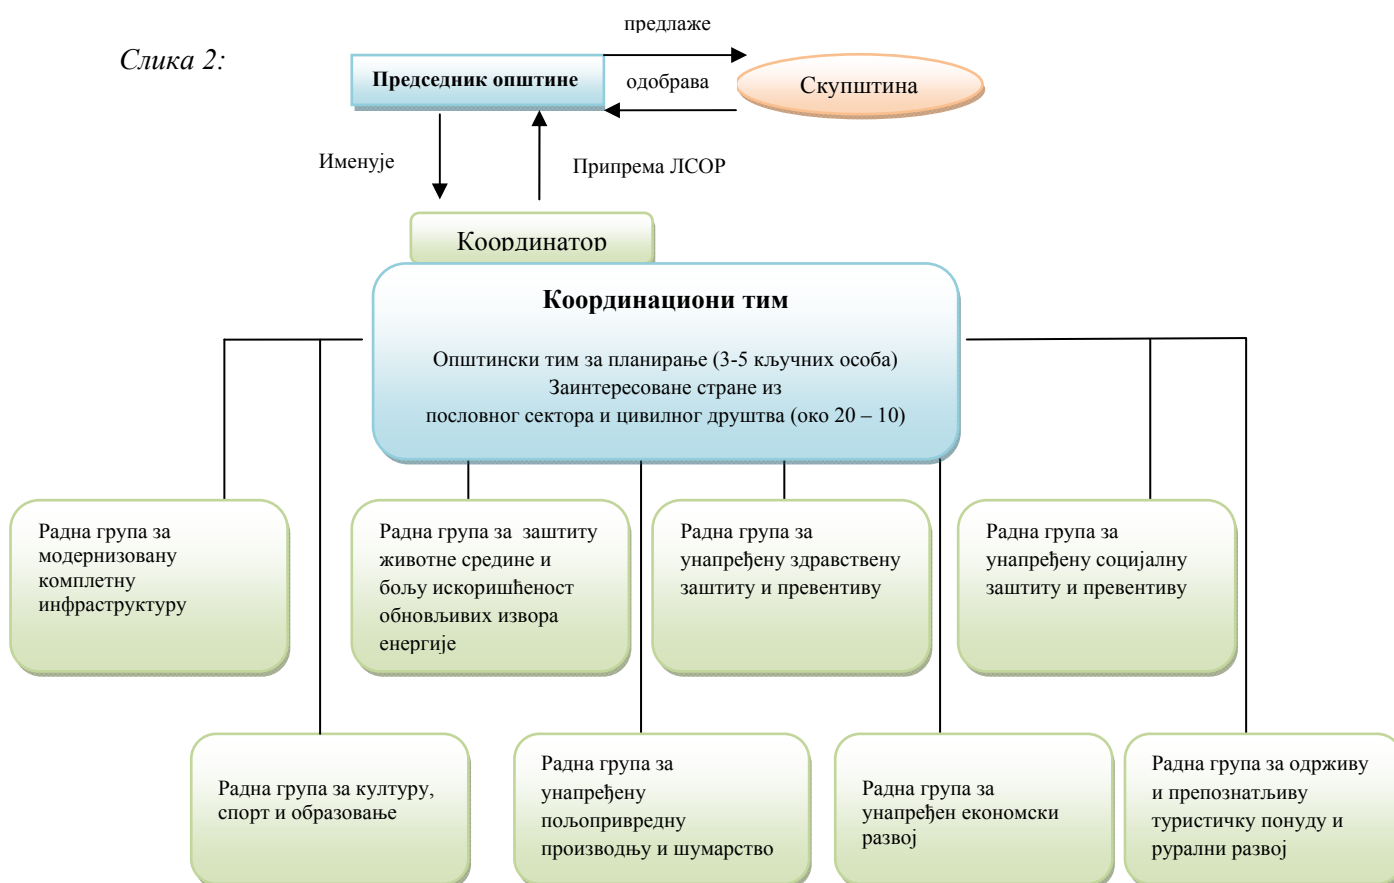 предлаже
Слика 2:
Председник општине
одобрава
Скупштина
Именује
Припрема ЛСОР
Координатор
Координациони тим
Општински тим за планирање (3-5 кључних особа)
Заинтересоване стране из
пословног сектора и цивилног друштва (око 20 – 10)
Радна група за
модернизовану
комплетну
инфраструктуру
Радна група за  заштиту
животне средине и
бољу искоришћеност
обновљивих извора
енергије
Радна група за
унапређену здравствену
заштиту и превентиву
Радна група за
унапређену социјалну
заштиту и превентиву
Радна група за културу,
спорт и образовање
Радна група за
унапређену
пољопривредну
производњу и шумарство
Радна група за
унапређен економски
развој
Радна група за одрживу
и препознатљиву
туристичку понуду и
рурални развој